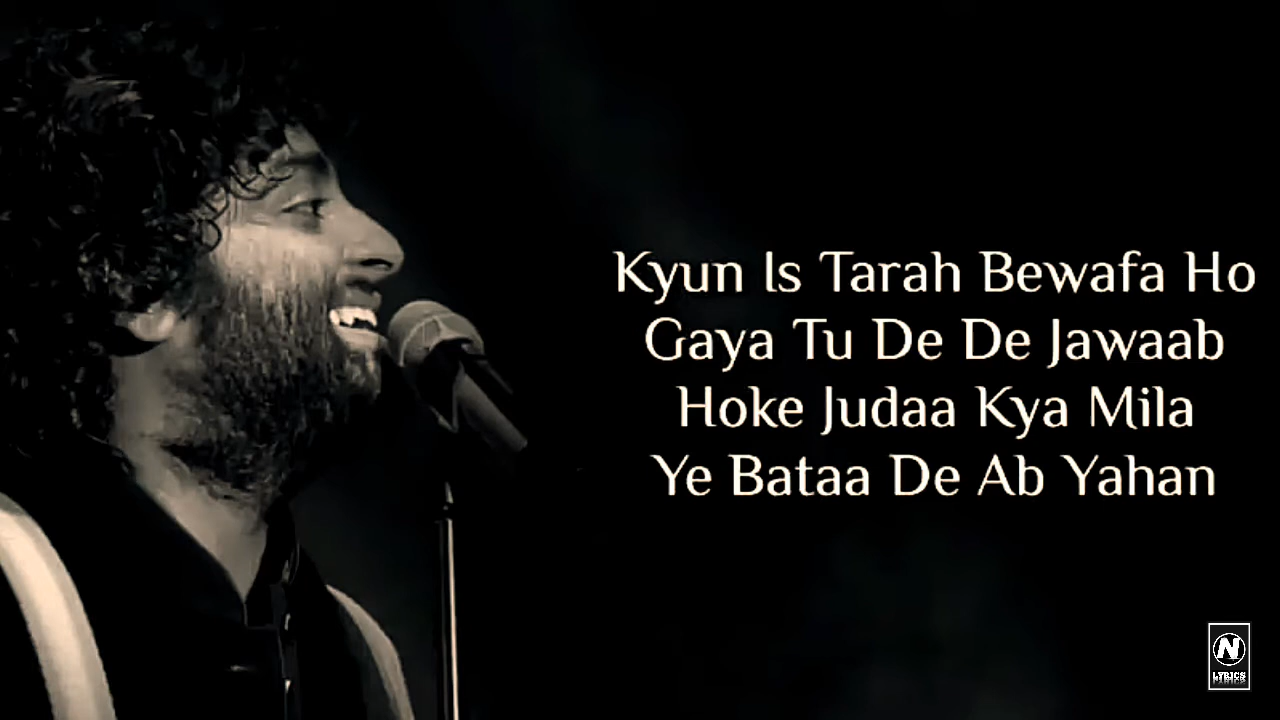 Kyun Is Tarah Bewafa Ho
Gaya Tu De De Jawaab
Hoke Judaa Kya Mila
Ye Bataa De Ab Yahan
N
LYRICS